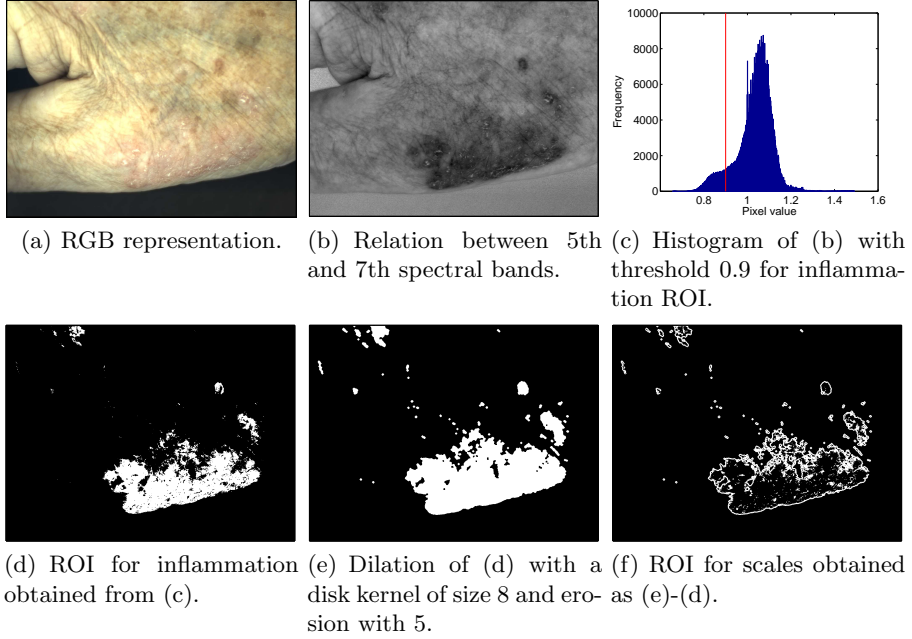 10000
8000
6000
4000
2000
0
Frequency
0.8 1 1.2 1.4 1.6
Pixel value
(a) RGB representation.
(b) Relation between 5th
and 7th spectral bands.
(c) Histogram of (b) with
threshold 0.9 for inflamma-
tion ROI.
(d) ROI for inflammation
obtained from (c).
(e) Dilation of (d) with a
disk kernel of size 8 and ero-
sion with 5.
(f) ROI for scales obtained
as (e)-(d).